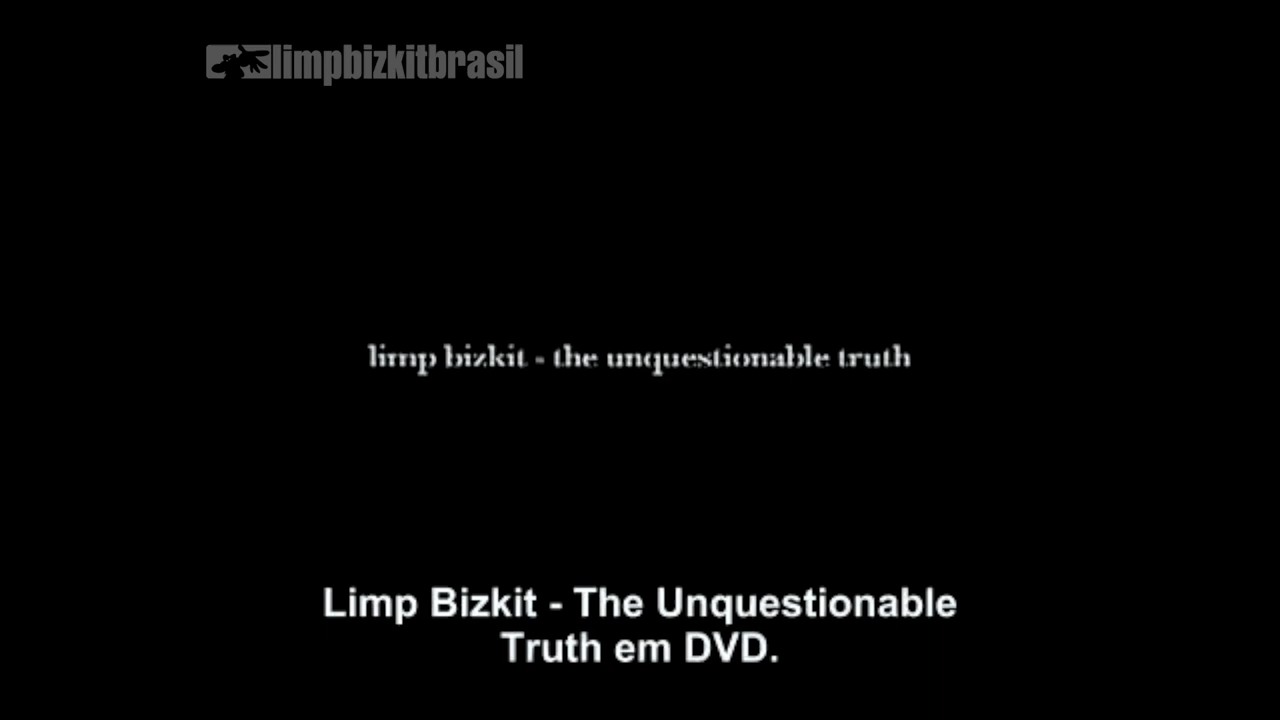 limpbizkitbrasil
limp bizkit - the unquestionable truth
Limp Bizkit - The Unquestionable
Truth em DVD.